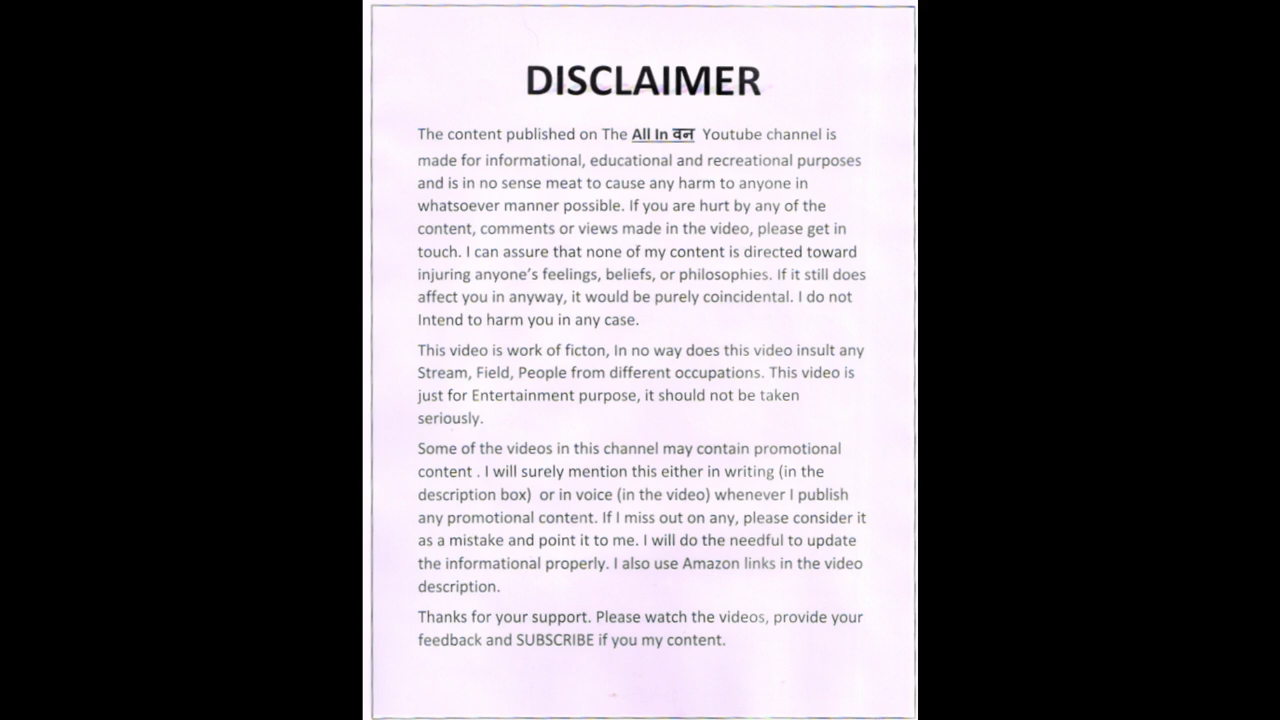 DISCLAIMER
The content published on The All In वन Youtube channel is
made for informational, educational and recreational purposes
and is in no sense meat to cause any harm to anyone in
whatsoever manner possible. If you are hurt by any of the
content, comments or views made in the video, please get in
touch. I can assure that none of my content is directed toward
injuring anyone's feelings, beliefs, or philosophies. If it still does
affect you in anyway, it would be purely coincidental. I do not
Intend to harm you in any case.
This video is work of ficton, In no way does this video insult any
Stream, Field, People from different occupations. This video is
just for Entertainment purpose, it should not be taken
seriously.
Some of the videos in this channel may contain promotional
content . I will surely mention this either in writing (in the
description box)  or in voice (in the video) whenever I publish
any promotional content. If I miss out on any, please consider it
as a mistake and point it to me. I will do the needful to update
the informational properly. I also use Amazon links in the video
description.
Thanks for your support. Please watch the videos, provide your
feedback and SUBSCRIBE if you my content.